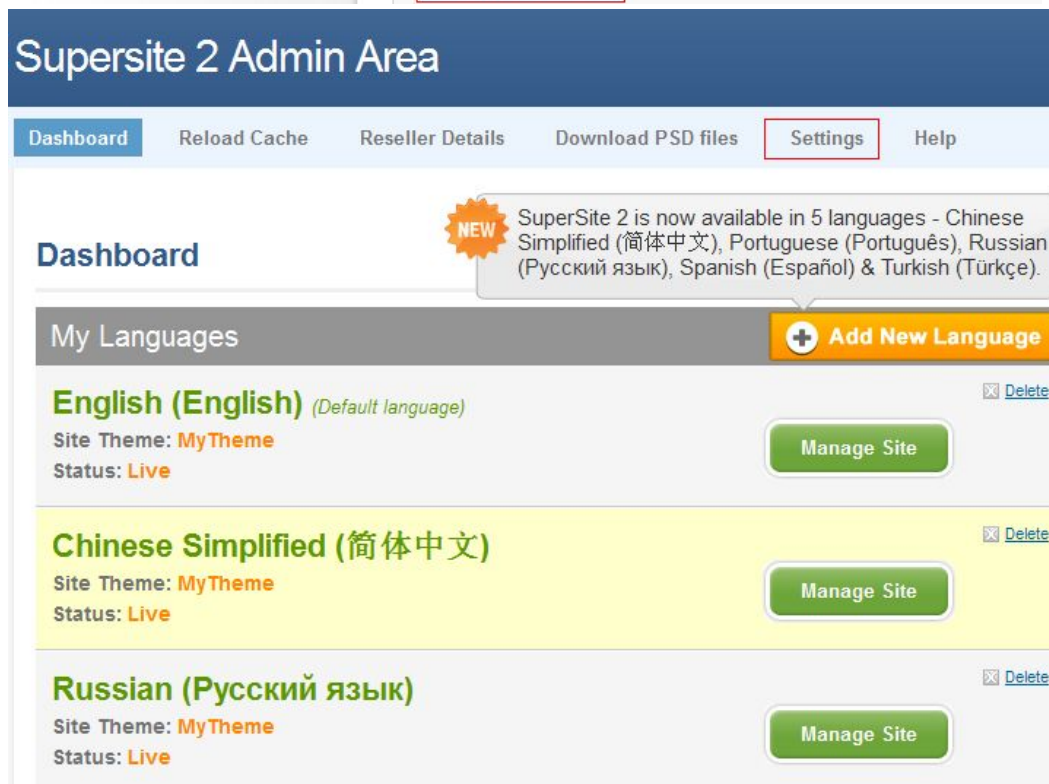 Supersite 2 Admin Area
Dashboard Reload Cache Reseller Details Download PSD files Settings Help
NEW
SuperSite 2 is now available in 5 languages - Chinese
Simplified (简体中文), Portuguese (Português), Russian
(Русский язык), Spanish (Español) & Turkish (Türkçe).
Dashboard
My Languages
Add New Language
English (English) (Default language)
Delete
Site Theme: MyTheme
Status: Live
Manage Site
Chinese Simplified (简体中文)
Delete
Site Theme: MyTheme
Status: Live
Manage Site
Russian (Русский язык)
Delete
Site Theme: MyTheme
Status: Live
Manage Site